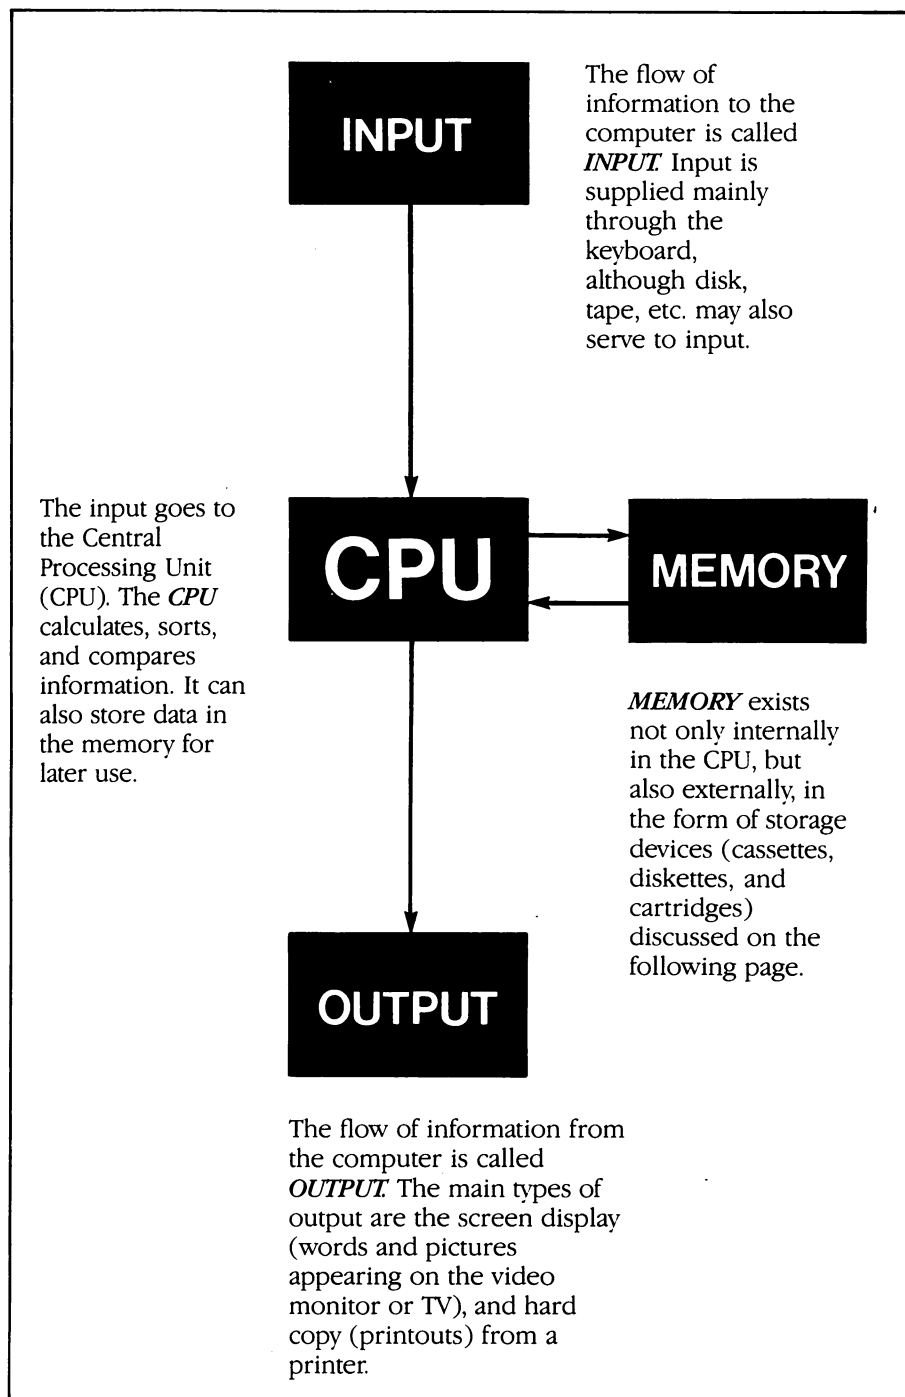 INPUT
The flow of
information to the
computer is called
INPUT. Input is
supplied mainly
through the
keyboard,
although disk,
tape, etc. may also
serve to input.
The input goes to
the Central
Processing Unit
(CPU). The CPU
calculates, sorts,
and compares
information. It can
also store data in
the memory for
later use.
CPU
MEMORY
MEMORY exists
not only internally
in the CPU, but
also externally, in
the form of storage
devices (cassettes,
diskettes, and
cartridges)
discussed on the
following page.
OUTPUT
The flow of information from
the computer is called
OUTPUT. The main types of
output are the screen display
(words and pictures
appearing on the video
monitor or TV), and hard
copy (printouts) from a
printer.